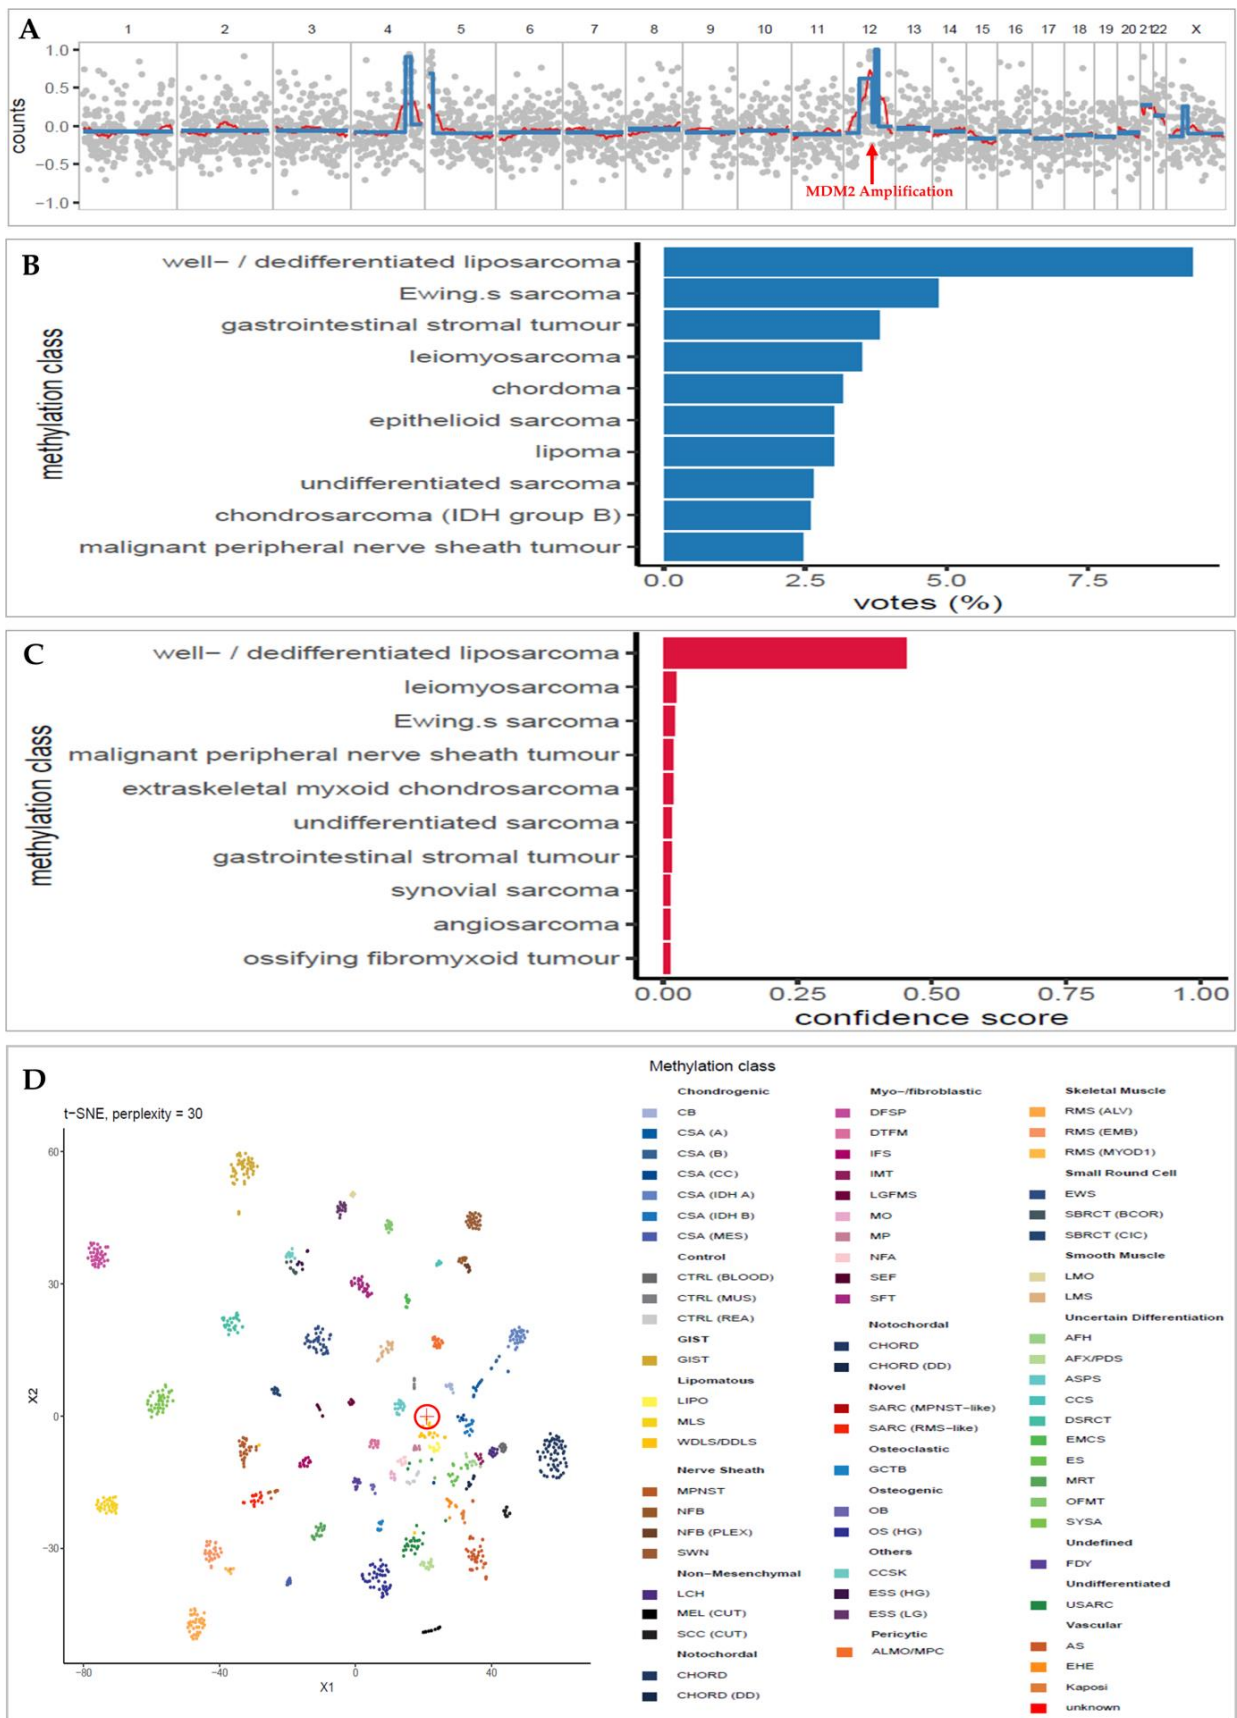 A
1 2 3 4 5 6 7 8 9 10 11 12 13 14 15 16 17 18 19 20 21 22 X
counts
1.0
0.5
0.0
−0.5
−1.0
MDM2 Amplification
B
methylation class
well− / dedifferentiated liposarcoma
Ewing.s sarcoma
gastrointestinal stromal tumour
leiomyosarcoma
chordoma
epithelioid sarcoma
lipoma
undifferentiated sarcoma
chondrosarcoma (IDH group B)
malignant peripheral nerve sheath tumour
0.0 2.5 5.0 7.5
votes (%)
C
methylation class
well− / dedifferentiated liposarcoma
leiomyosarcoma
Ewing.s sarcoma
malignant peripheral nerve sheath tumour
extraskeletal myxoid chondrosarcoma
undifferentiated sarcoma
gastrointestinal stromal tumour
synovial sarcoma
angiosarcoma
ossifying fibromyxoid tumour
0.00 0.25 0.50 0.75 1.00
confidence score
D
t−SNE, perplexity = 30
X2
60
30
0
−30
−80 −40 0 40
X1
Methylation class
Chondrogenic
CB
CSA (A)
CSA (B)
CSA (CC)
CSA (IDH A)
CSA (IDH B)
CSA (MES)
Control
CTRL (BLOOD)
CTRL (MUS)
CTRL (REA)
GIST
GIST
Lipomatous
LIPO
MLS
WDLS/DDLS
Nerve Sheath
MPNST
NFB
NFB (PLEX)
SWN
Non−Mesenchymal
LCH
MEL (CUT)
SCC (CUT)
Notochordal
CHORD
CHORD (DD)
Myo−/fibroblastic
DFSP
DTFM
IFS
IMT
LGFMS
MO
MP
NFA
SEF
SFT
Notochordal
CHORD
CHORD (DD)
Novel
SARC (MPNST−like)
SARC (RMS−like)
Osteoclastic
GCTB
Osteogenic
OB
OS (HG)
Others
CCSK
ESS (HG)
ESS (LG)
Pericytic
ALMO/MPC
Skeletal Muscle
RMS (ALV)
RMS (EMB)
RMS (MYOD1)
Small Round Cell
EWS
SBRCT (BCOR)
SBRCT (CIC)
Smooth Muscle
LMO
LMS
Uncertain Differentiation
AFH
AFX/PDS
ASPS
CCS
DSRCT
EMCS
ES
MRT
OFMT
SYSA
Undefined
FDY
Undifferentiated
USARC
Vascular
AS
EHE
Kaposi
unknown